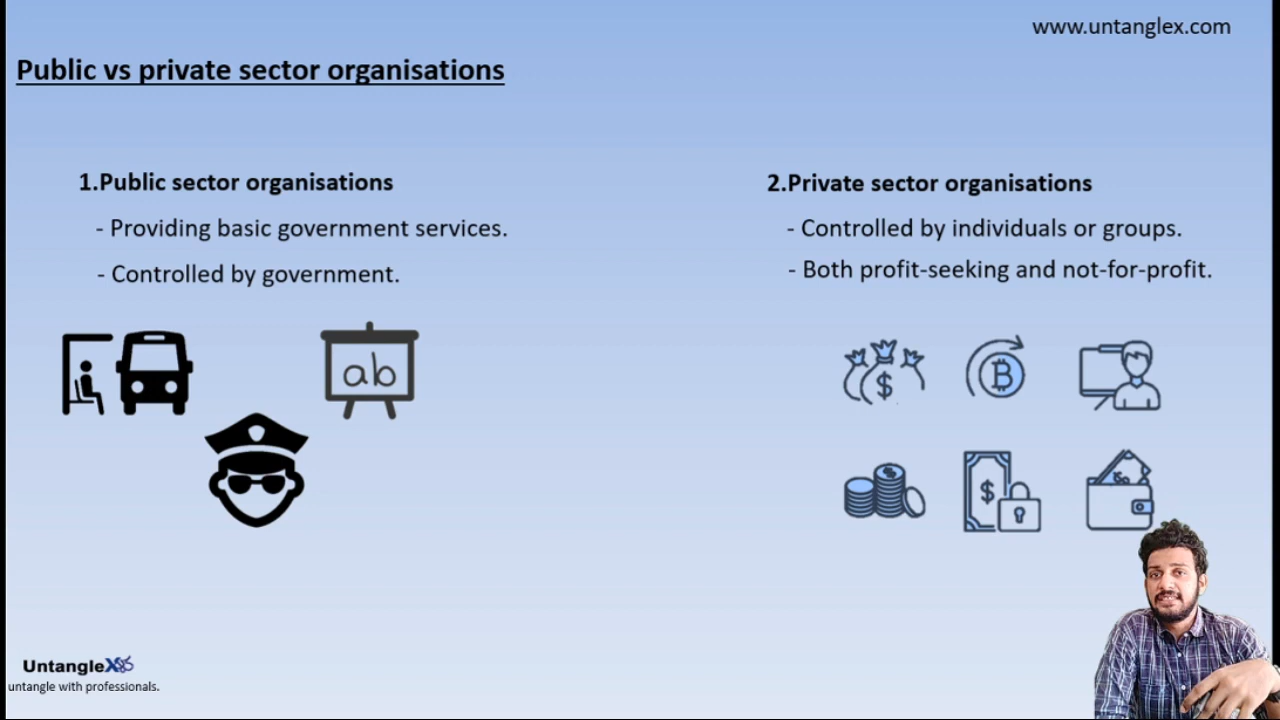 www.untanglex.com
Public vs private sector organisations
1.Public sector organisations
- Providing basic government services.
- Controlled by government.
ab
2.Private sector organisations
- Controlled by individuals or groups.
- Both profit-seeking and not-for-profit.
$
B
$
UntangleX
untangle with professionals.